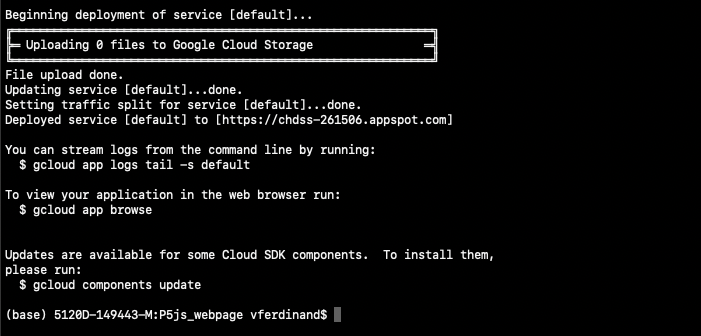 Beginning deployment of service [default]...
Uploading 0 files to Google Cloud Storage
File upload done.
Updating service [default]...done.
Setting traffic split for service [default]...done.
Deployed service [default] to [https://chdss-261506.appspot.com]
You can stream logs from the command line by running:
$ gcloud app logs tail -s default
To view your application in the web browser run:
$ gcloud app browse
Updates are available for some Cloud SDK components.  To install them,
please run:
$ gcloud components update
(base) 5120D-149443-M:P5js_webpage vferdinand$